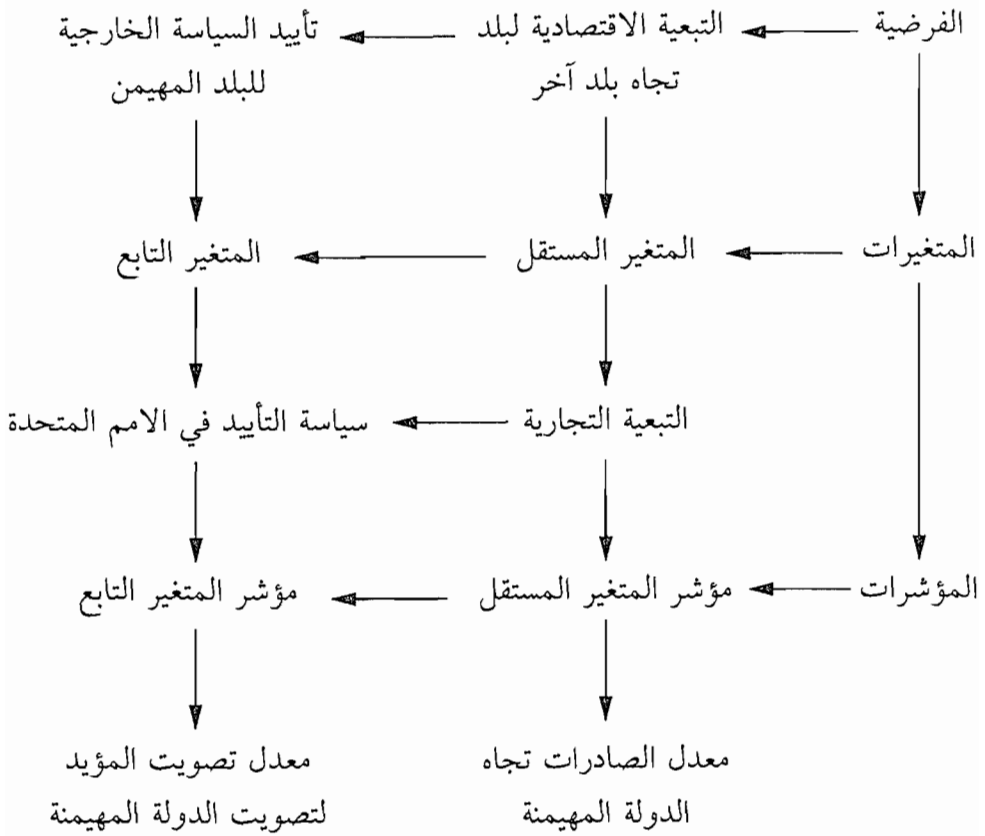 الفرضية التبعية الاقتصادية لبلد تأييد السياسة الخارجية
تجاه بلد آخر للبلد المهيمن
المتغيرات المتغير المستقل المتغير التابع
التبعية التجارية سياسة التأييد في الامم المتحدة
المؤشرات مؤشر المتغير المستقل مؤشر المتغير التابع
معدل الصادرات تجاه معدل تصويت المؤيد
الدولة المهيمنة لتصويت الدولة المهيمنة